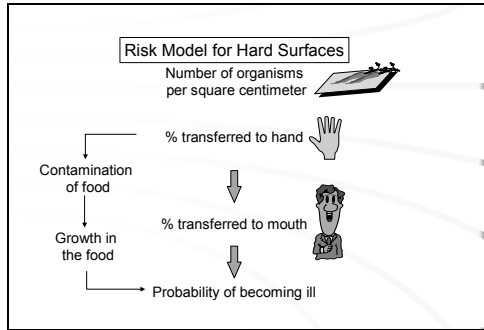 Risk Model for Hard Surfaces
Number of organisms
per square centimeter
% transferred to hand
Contamination
of food
% transferred to mouth
Growth in
the food
Probability of becoming ill